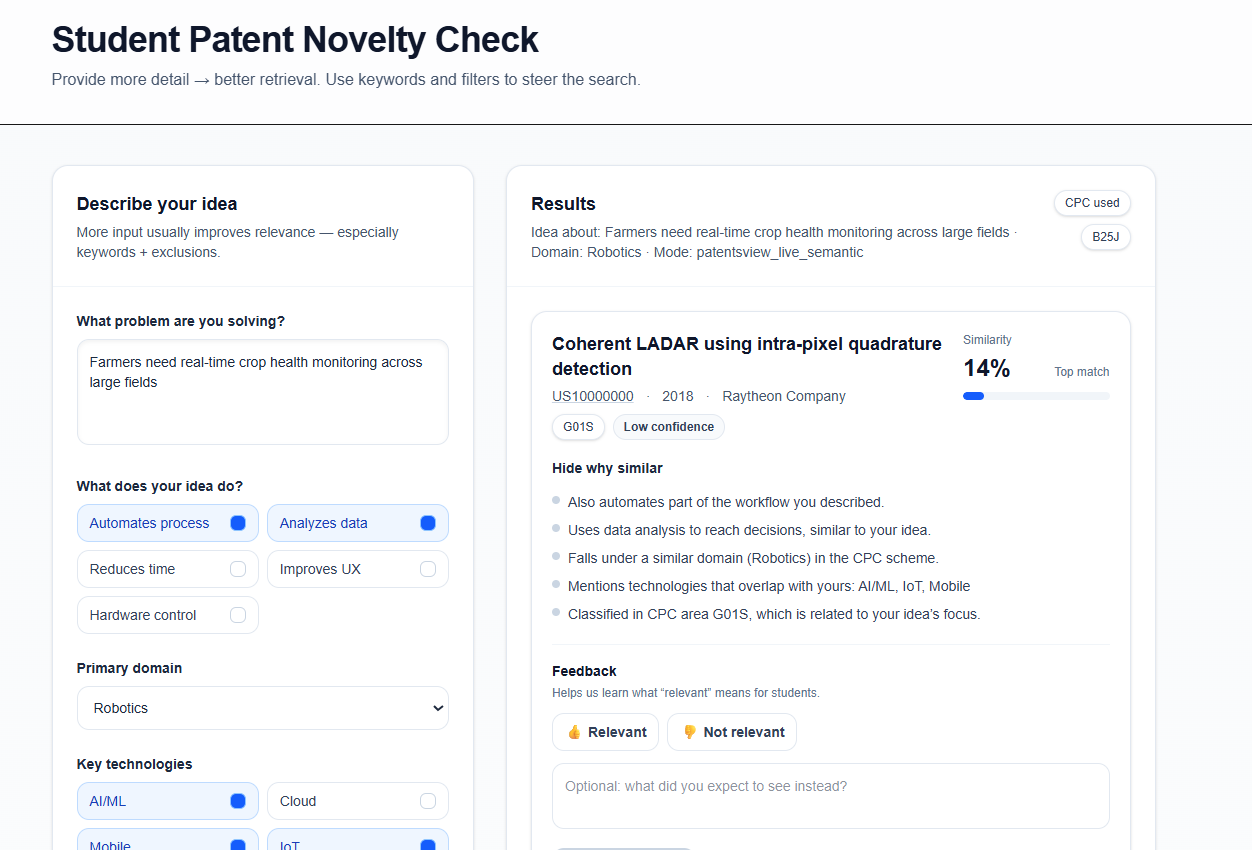 Student Patent Novelty Check
Provide more detail → better retrieval. Use keywords and filters to steer the search.
Describe your idea
More input usually improves relevance — especially
keywords + exclusions.
What problem are you solving?
Farmers need real-time crop health monitoring across
large fields
What does your idea do?
Automates process
Analyzes data
Reduces time
Improves UX
Hardware control
Primary domain
Robotics
Key technologies
AI/ML
Cloud
Mobile
IoT
Results
CPC used
Idea about: Farmers need real-time crop health monitoring across large fields ·
B25J
Domain: Robotics · Mode: patentsview_live_semantic
Coherent LADAR using intra-pixel quadrature
detection
Similarity
14%
Top match
US10000000 · 2018 · Raytheon Company
G01S
Low confidence
Hide why similar
Also automates part of the workflow you described.
Uses data analysis to reach decisions, similar to your idea.
Falls under a similar domain (Robotics) in the CPC scheme.
Mentions technologies that overlap with yours: AI/ML, IoT, Mobile
Classified in CPC area G01S, which is related to your idea’s focus.
Feedback
Helps us learn what “relevant” means for students.
👍 Relevant
👎 Not relevant
Optional: what did you expect to see instead?